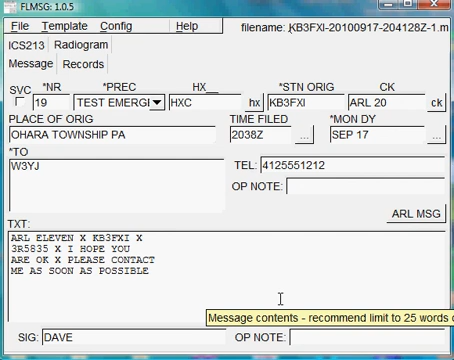 FLMSG: 1.0.5
File Template Config Help filename: KB3FXI-20100917-204128Z-1.m
ICS213 Radiogram
Message Records
SVC *NR *PREC HX__ *STN ORIG CK
19 TEST EMERGE HXC hx KB3FXI ARL 20 ck
PLACE OF ORIG TIME FILED *MON DY
OHARA TOWNSHIP PA 2038Z ... SEP 17 ...
*TO
W3YJ TEL: 4125551212
OP NOTE:
ARL MSG
TXT:
ARL ELEVEN X KB3FXI X
3R5835 X I HOPE YOU
ARE OK X PLEASE CONTACT
ME AS SOON AS POSSIBLE
Message contents - recommend limit to 25 words
SIG: DAVE OP NOTE: